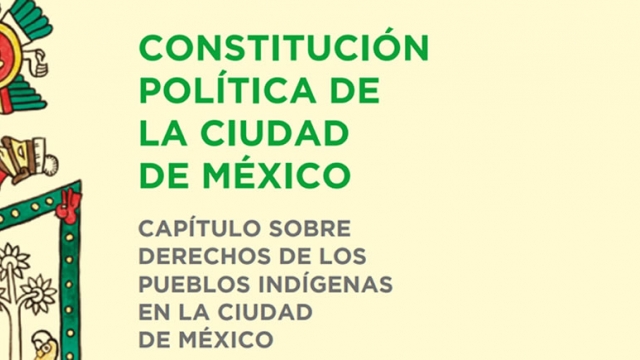 CONSTITUCIÓN
POLÍTICA DE
LA CIUDAD
DE MÉXICO
CAPÍTULO SOBRE
DERECHOS DE LOS
PUEBLOS INDÍGENAS
EN LA CIUDAD
DE MÉXICO